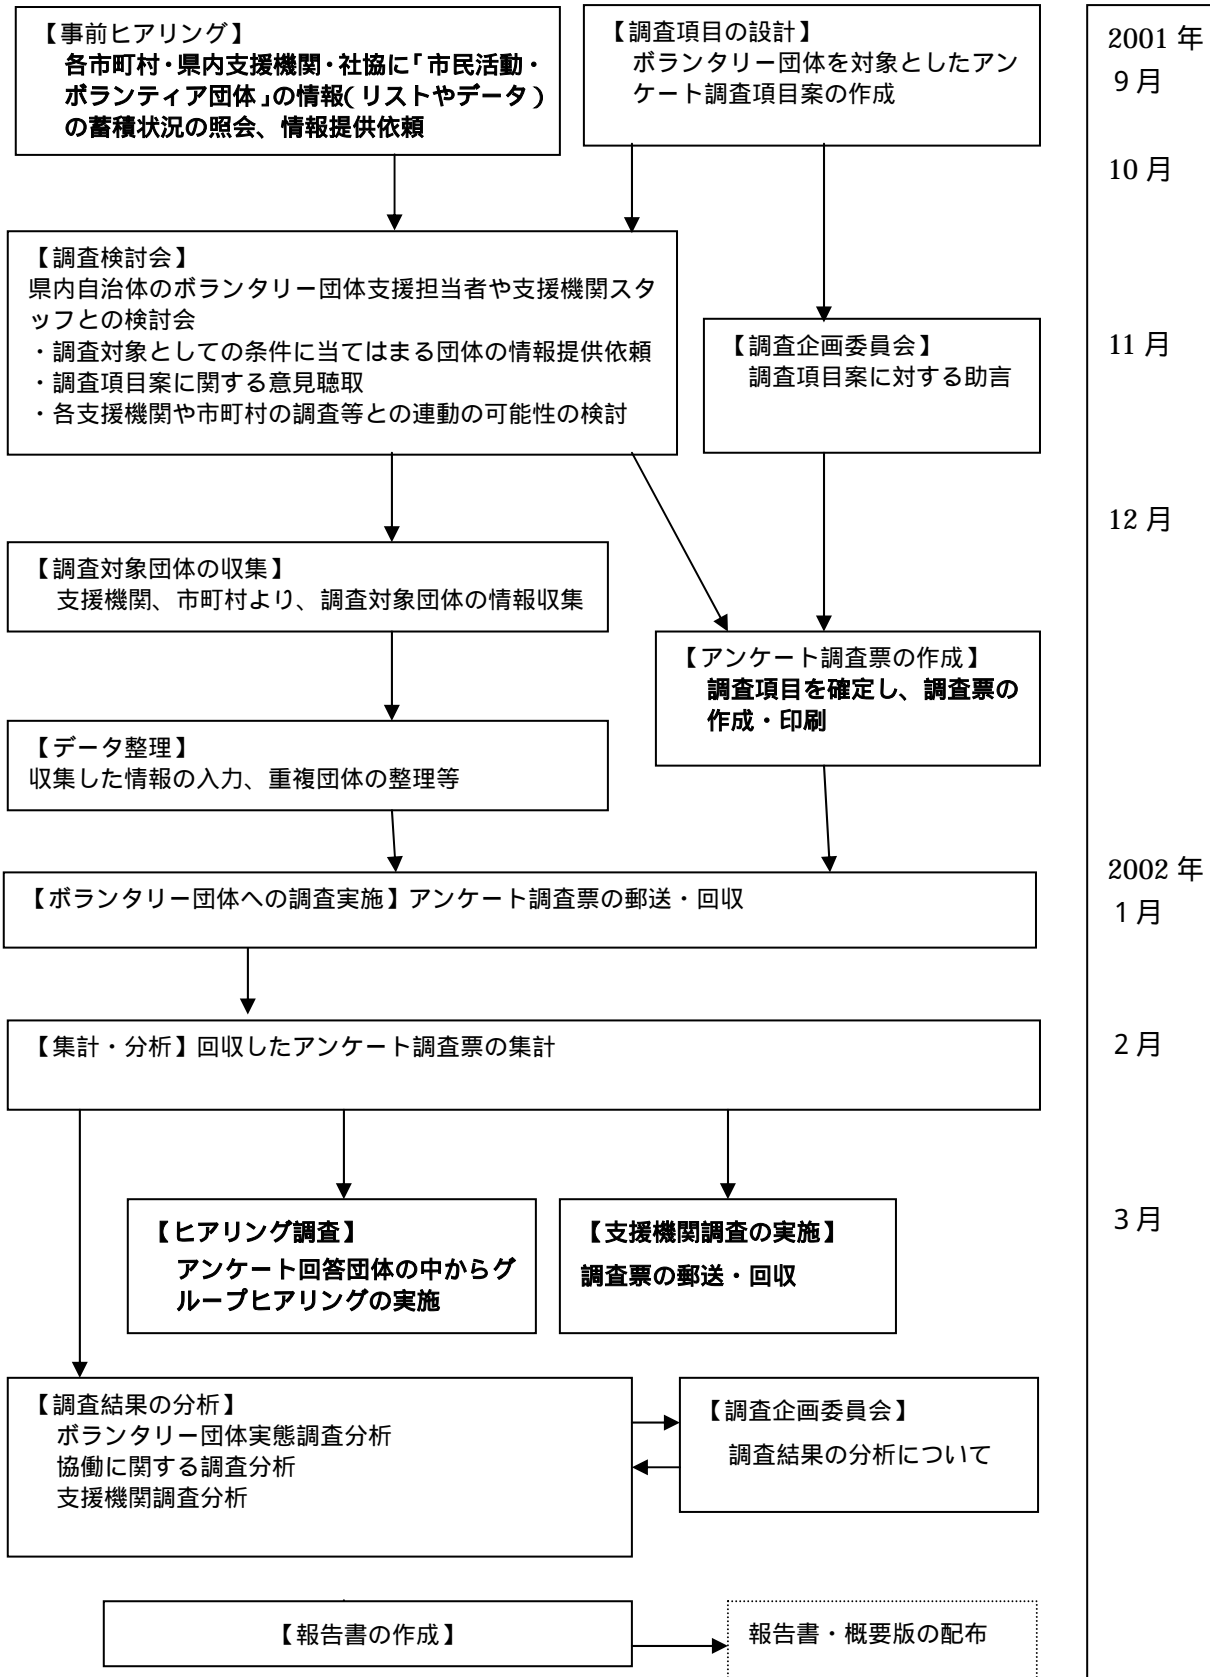 【事前ヒアリング】
各市町村・県内支援機関・社協に「市民活動・
ボランティア団体」の情報(リストやデータ)
の蓄積状況の照会、情報提供依頼
【調査項目の設計】
ボランタリー団体を対象としたアン
ケート調査項目案の作成
2001 年
9 月
10 月
【調査検討会】
県内自治体のボランタリー団体支援担当者や支援機関スタ
ッフとの検討会
・調査対象としての条件に当てはまる団体の情報提供依頼
・調査項目案に関する意見聴取
・各支援機関や市町村の調査等との連動の可能性の検討
【調査企画委員会】
調査項目案に対する助言
11 月
12 月
【調査対象団体の収集】
支援機関、市町村より、調査対象団体の情報収集
【アンケート調査票の作成】
調査項目を確定し、調査票の
作成・印刷
【データ整理】
収集した情報の入力、重複団体の整理等
【ボランタリー団体への調査実施】アンケート調査票の郵送・回収
2002 年
1 月
【集計・分析】回収したアンケート調査票の集計
2 月
【ヒアリング調査】
アンケート回答団体の中からグ
ループヒアリングの実施
【支援機関調査の実施】
調査票の郵送・回収
3 月
【調査結果の分析】
ボランタリー団体実態調査分析
協働に関する調査分析
支援機関調査分析
【調査企画委員会】
調査結果の分析について
【報告書の作成】
報告書・概要版の配布